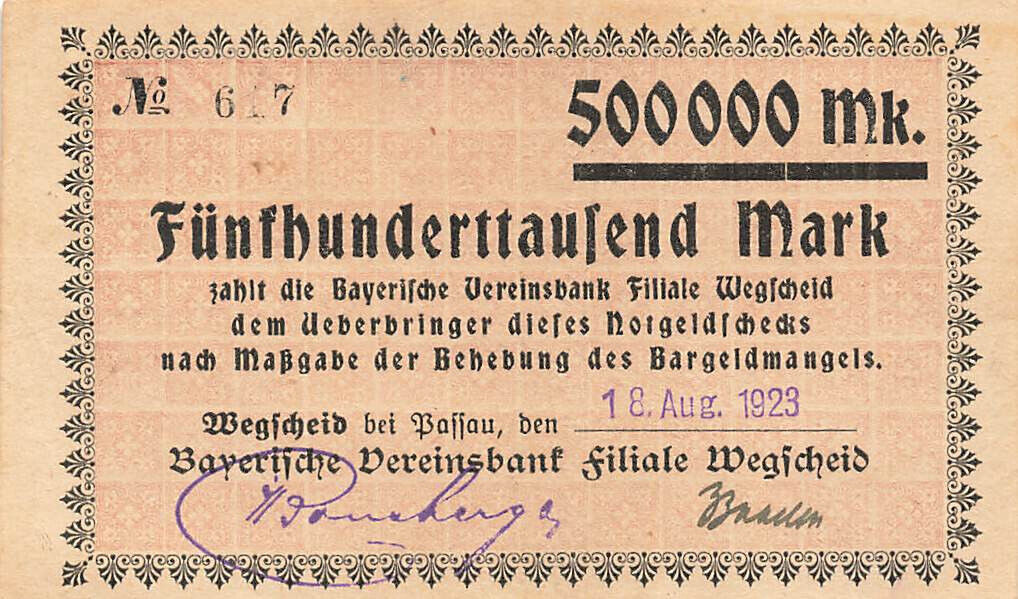 № 617
500000 Mk.
Fünfhunderttausend Mark
zahlt die Bayerische Vereinsbank Filiale Wegscheid
dem Ueberbringer dieses Notgeldschecks
nach Maßgabe der Behebung des Bargeldmangels.
Wegscheid bei Passau, den 18. Aug. 1923
Bayerische Vereinsbank Filiale Wegscheid